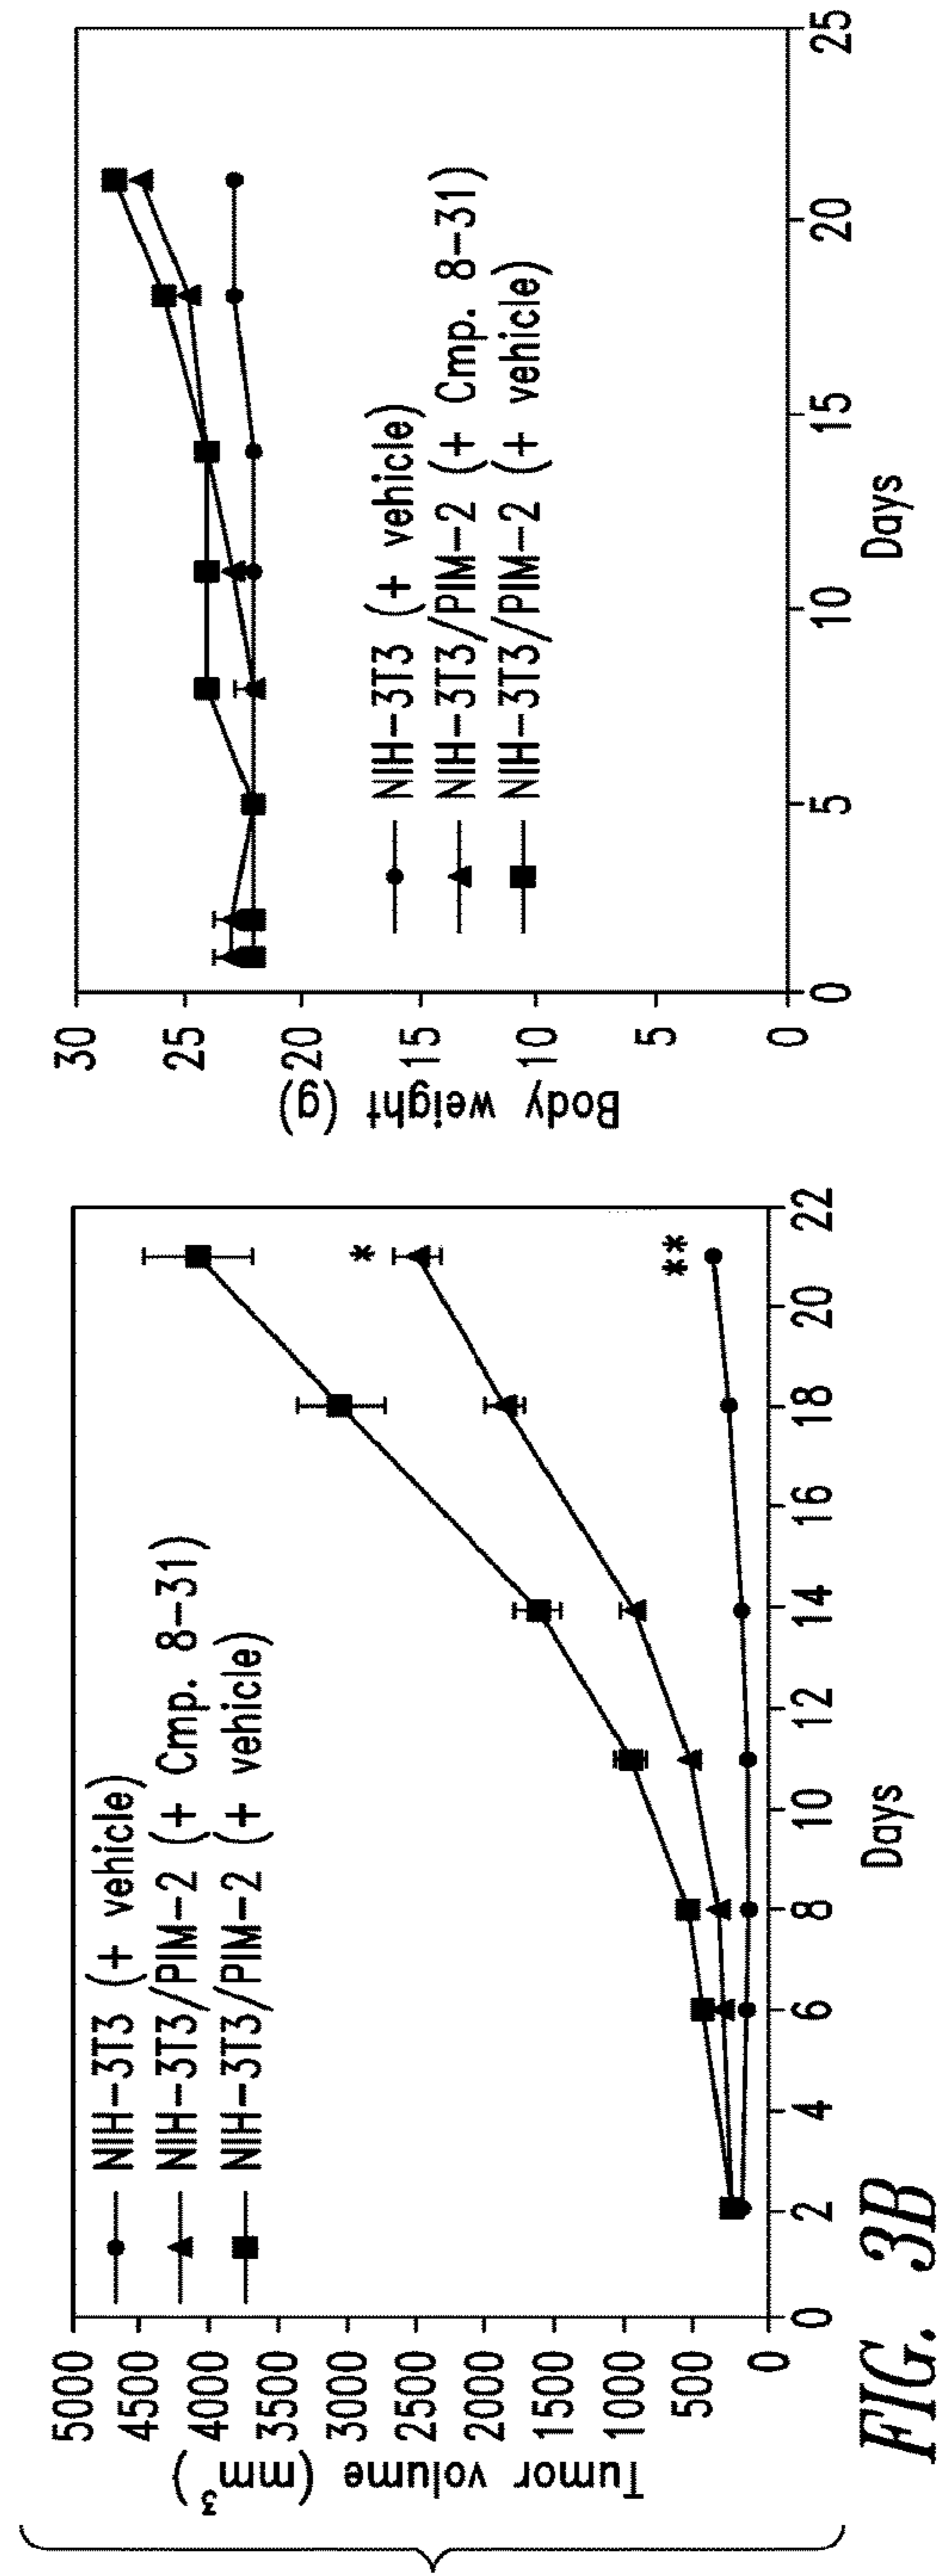 Tumor volume (mm³)
5000
4500
4000
3500
3000
2500
2000
1500
1000
500
0
NIH-3T3 (+ vehicle)
NIH-3T3/PIM-2 (+ Cmp. 8-31)
NIH-3T3/PIM-2 (+ vehicle)
*
**
0 2 4 6 8 10 12 14 16 18 20 22
Days
Body weight (g)
30
25
20
15
10
5
0
NIH-3T3 (+ vehicle)
NIH-3T3/PIM-2 (+ Cmp. 8-31)
NIH-3T3/PIM-2 (+ vehicle)
0 5 10 15 20 25
Days
FIG. 3B